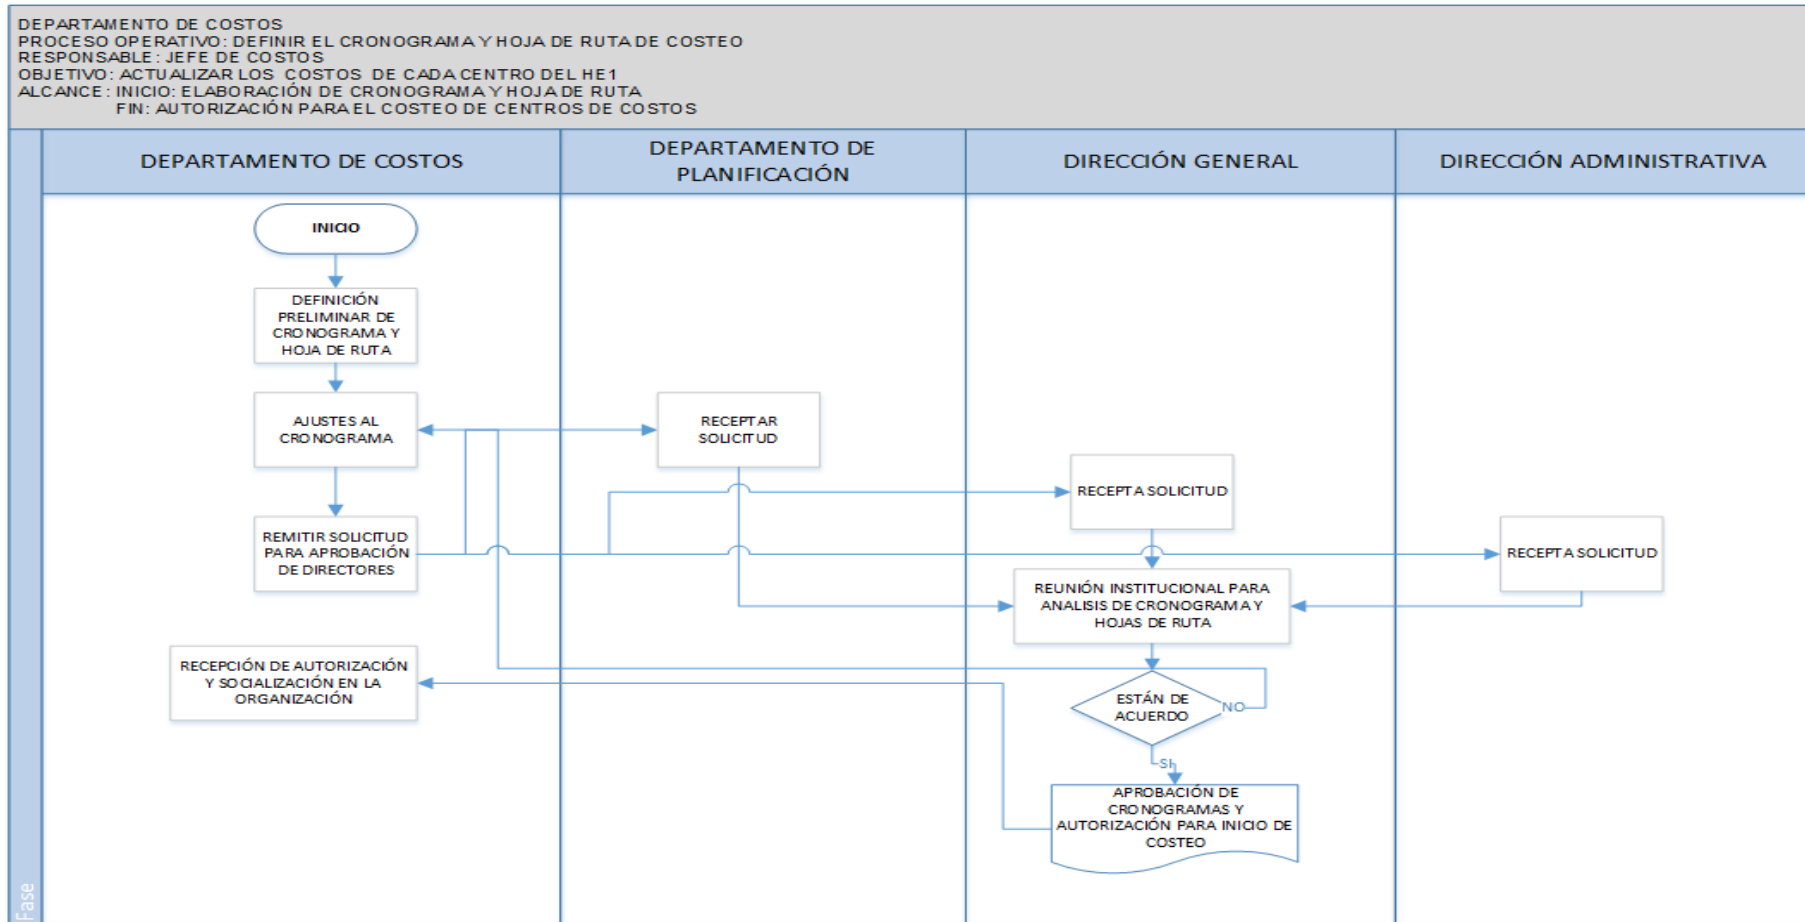 DEPARTAMENTO DE COSTOS
PROCESO OPERATIVO: DEFINIR EL CRONOGRAMA Y HOJA DE RUTA DE COSTEO
RESPONSABLE: JEFE DE COSTOS
OBJETIVO: ACTUALIZAR LOS COSTOS DE CADA CENTRO DEL HE1
ALCANCE: INICIO: ELABORACIÓN DE CRONOGRAMA Y HOJA DE RUTA
FIN: AUTORIZACIÓN PARA EL COSTEO DE CENTROS DE COSTOS
DEPARTAMENTO DE COSTOS
DEPARTAMENTO DE
PLANIFICACIÓN
DIRECCIÓN GENERAL
DIRECCIÓN ADMINISTRATIVA
INICIO
DEFINICIÓN
PRELIMINAR DE
CRONOGRAMA Y
HOJA DE RUTA
AJUSTES AL
CRONOGRAMA
RECEPTAR
SOLICITUD
RECEPTA SOLICITUD
REMITIR SOLICITUD
PARA APROBACIÓN
DE DIRECTORES
RECEPTA SOLICITUD
REUNIÓN INSTITUCIONAL PARA
ANALISIS DE CRONOGRAMA Y
HOJAS DE RUTA
RECEPCIÓN DE AUTORIZACIÓN
Y SOCIALIZACIÓN EN LA
ORGANIZACIÓN
ESTÁN DE
ACUERDO
NO
SI
APROBACIÓN DE
CRONOGRAMAS Y
AUTORIZACIÓN PARA INICIO DE
COSTEO
Fase